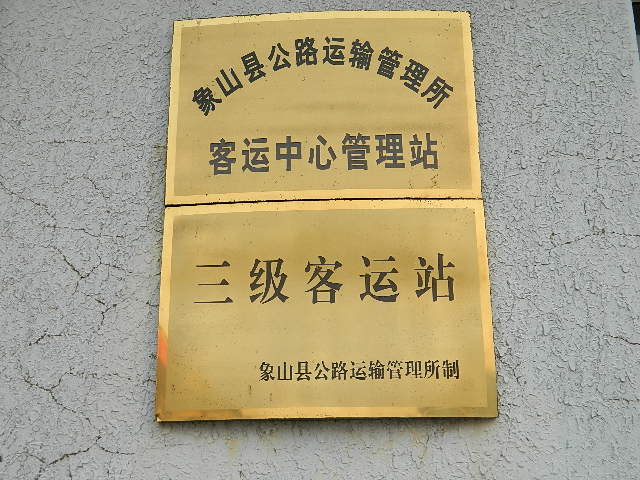 象山县公路运输管理所
客运中心管理站
三级客运站
象山县公路运输管理所制